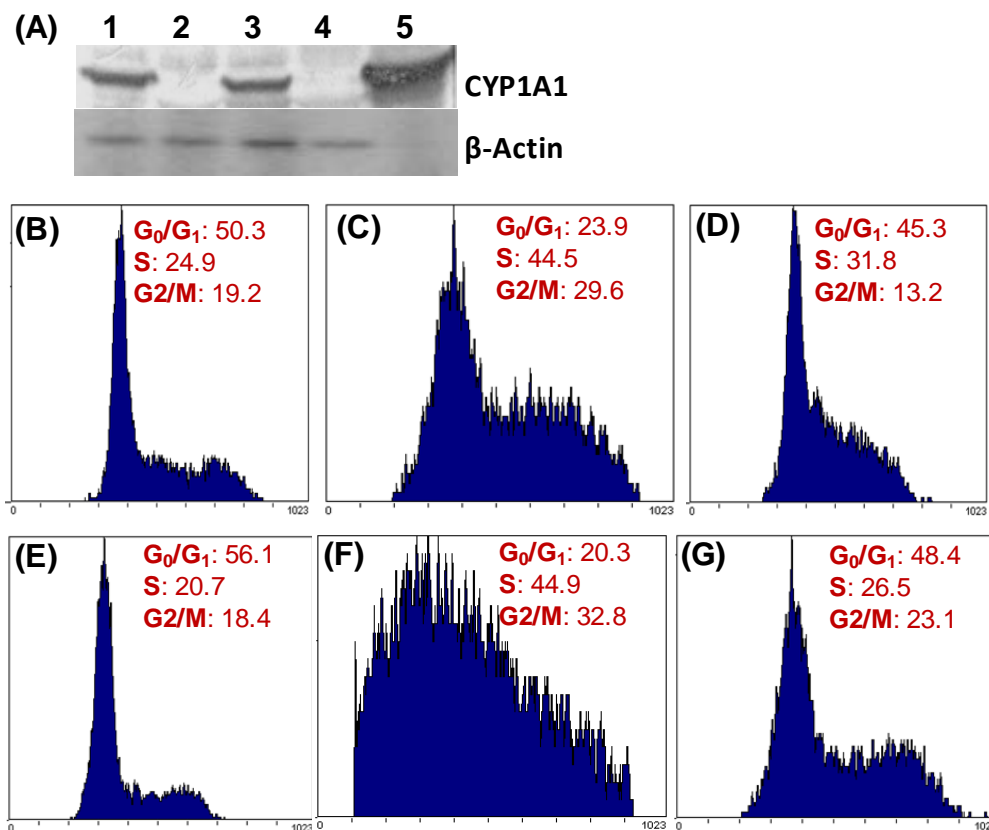 (A) 1 2 3 4 5
CYP1A1
β-Actin
(B)
G₀/G₁: 50.3
S: 24.9
G2/M: 19.2
0 1023
(C)
G₀/G₁: 23.9
S: 44.5
G2/M: 29.6
0 1023
(D)
G₀/G₁: 45.3
S: 31.8
G2/M: 13.2
0 1023
(E)
G₀/G₁: 56.1
S: 20.7
G2/M: 18.4
0 1023
(F)
G₀/G₁: 20.3
S: 44.9
G2/M: 32.8
0 1023
(G)
G₀/G₁: 48.4
S: 26.5
G2/M: 23.1
0 1023